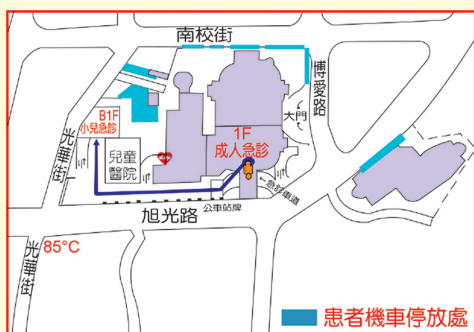 南校街
博愛路
大門
B1F
小兒急診
1F
成人急診
兒童
醫院
光華街
急診車道
公車站牌
旭光路
光華街
85°C
患者機車停放處